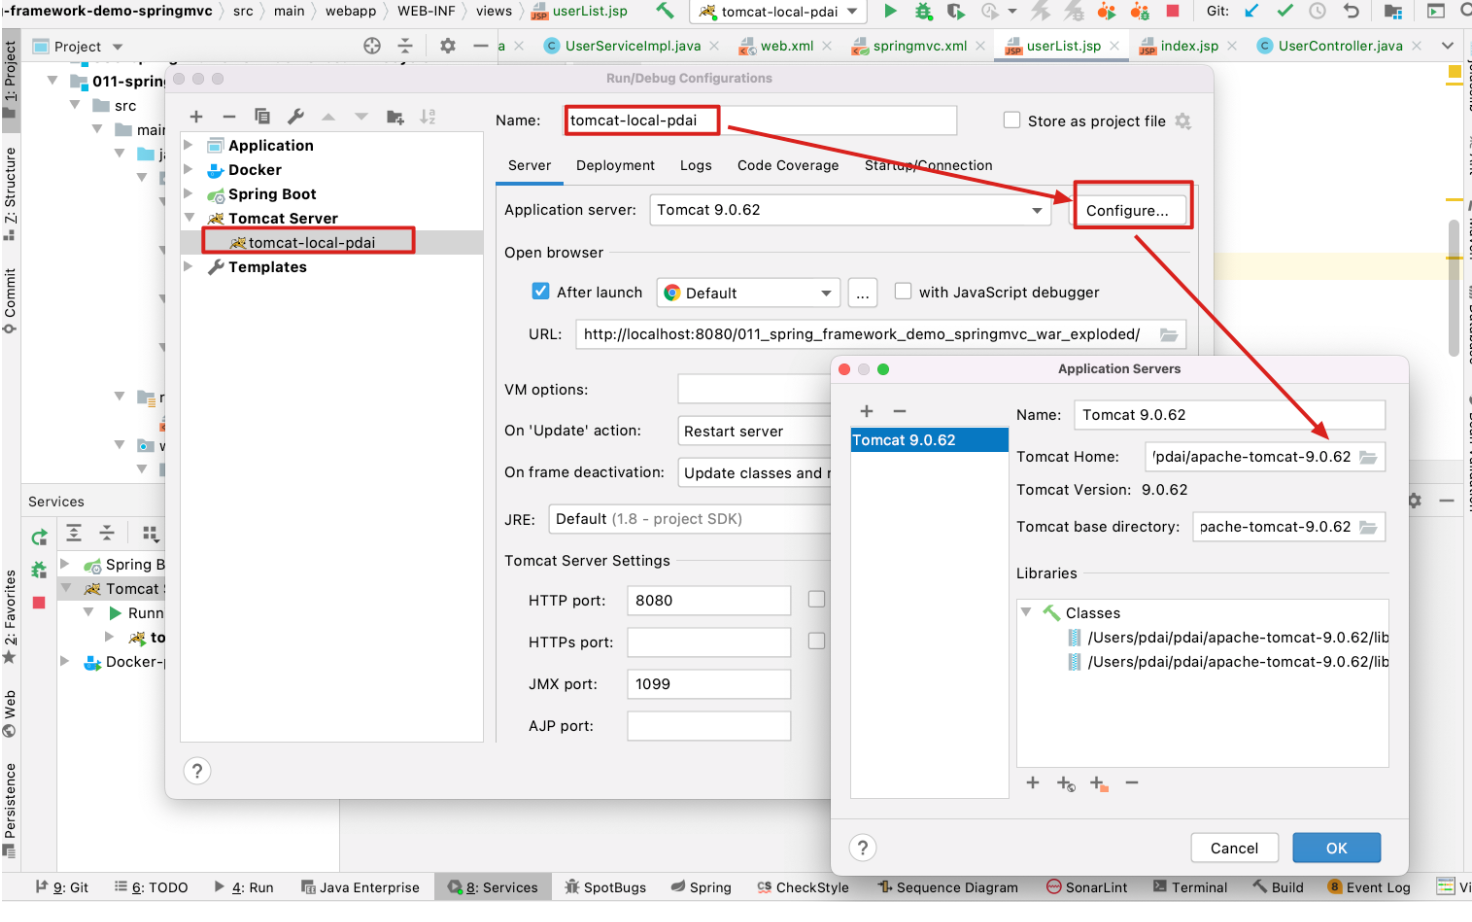 -framework-demo-springmvc
src
main
webapp
WEB-INF
views
userList.jsp
tomcat-local-pdai
Git:
Project
a
UserServiceImpl.java
web.xml
springmvc.xml
userList.jsp
index.jsp
UserController.java
1: Project
Z: Structure
Commit
2: Favorites
Web
Persistence
011-spring
src
main
Services
Spring B
Tomcat
Runn
to
Docker-
Run/Debug Configurations
Application
Docker
Spring Boot
Tomcat Server
tomcat-local-pdai
Templates
?
Name:
tomcat-local-pdai
Store as project file
Server
Deployment
Logs
Code Coverage
Startup/Connection
Application server:
Tomcat 9.0.62
Configure...
Open browser
After launch
Default
...
with JavaScript debugger
URL:
http://localhost:8080/011_spring_framework_demo_springmvc_war_exploded/
VM options:
On 'Update' action:
Restart server
On frame deactivation:
Update classes and r
JRE:
Default (1.8 - project SDK)
Tomcat Server Settings
HTTP port:
8080
HTTPs port:
JMX port:
1099
AJP port:
Application Servers
Tomcat 9.0.62
Name:
Tomcat 9.0.62
Tomcat Home:
/pdai/apache-tomcat-9.0.62
Tomcat Version: 9.0.62
Tomcat base directory:
pache-tomcat-9.0.62
Libraries
Classes
/Users/pdai/pdai/apache-tomcat-9.0.62/lib
/Users/pdai/pdai/apache-tomcat-9.0.62/lib
?
Cancel
OK
9: Git
6: TODO
4: Run
Java Enterprise
8: Services
SpotBugs
Spring
CheckStyle
Sequence Diagram
SonarLint
Terminal
Build
8 Event Log
Vi